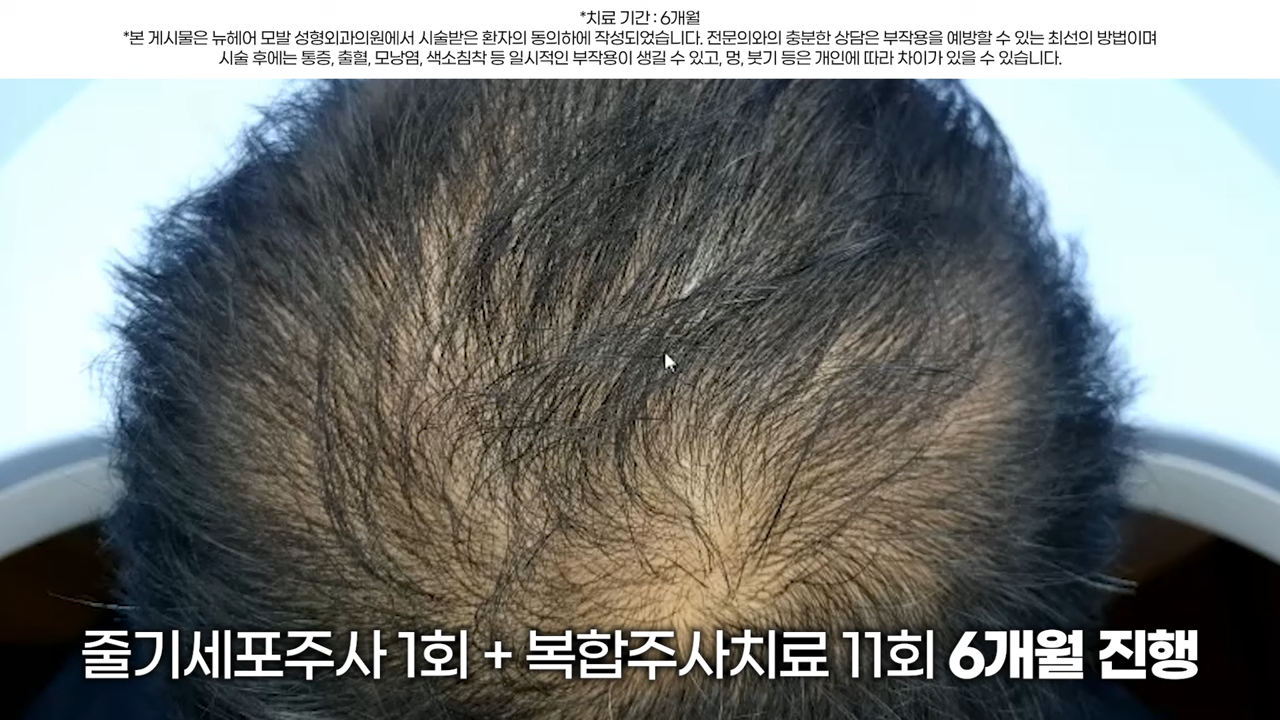 *치료 기간 : 6개월
*본 게시물은 뉴헤어 모발 성형외과의원에서 시술받은 환자의 동의하에 작성되었습니다. 전문의와의 충분한 상담은 부작용을 예방할 수 있는 최선의 방법이며
시술 후에는 통증, 출혈, 모낭염, 색소침착 등 일시적인 부작용이 생길 수 있고, 멍, 붓기 등은 개인에 따라 차이가 있을 수 있습니다.
줄기세포주사 1회 + 복합주사치료 11회 6개월 진행